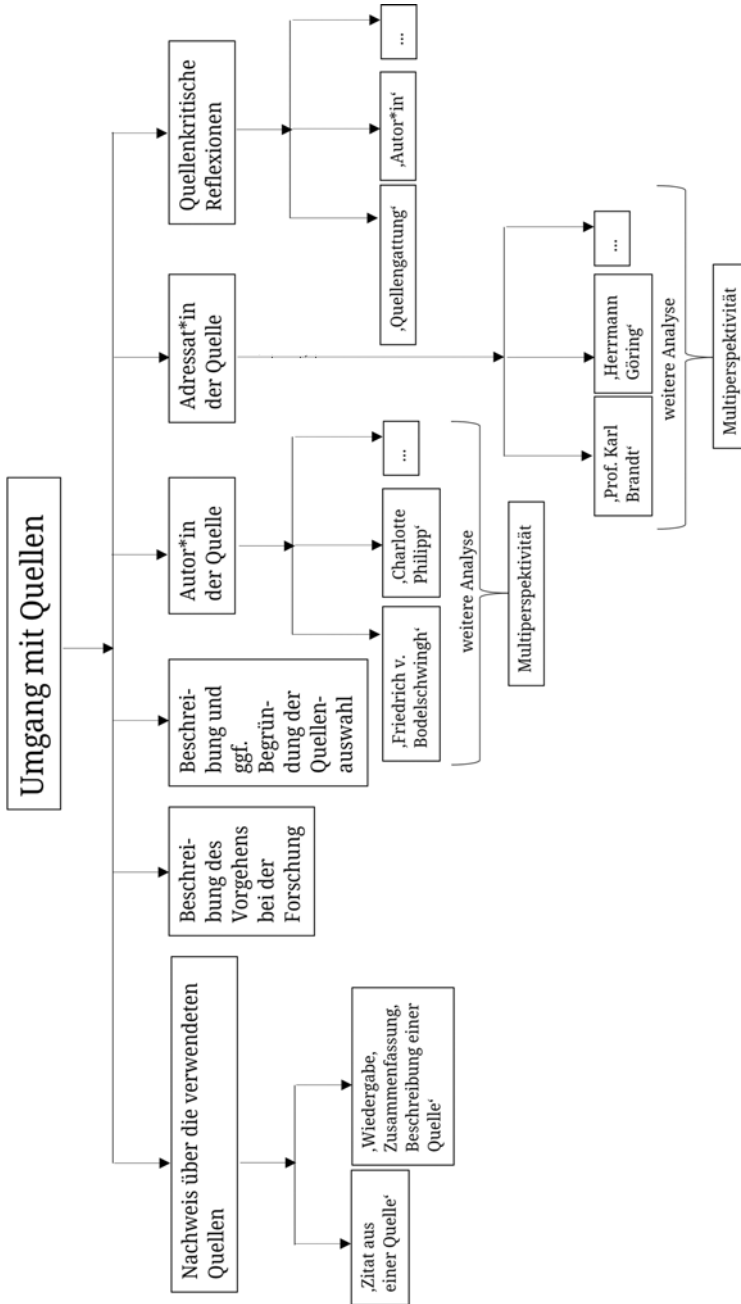 Umgang mit Quellen
Nachweis über die verwendeten
Quellen
Beschrei-
bung des
Vorgehens
bei der
Forschung
Beschrei-
bung und
ggf.
Begrün-
dung der
Quellen-
auswahl
Autor*in
der Quelle
Adressat*in
der Quelle
Quellenkritische
Reflexionen
‚Zitat aus
einer Quelle‘
‚Wiedergabe,
Zusammenfassung,
Beschreibung einer
Quelle‘
‚Friedrich v.
Bodelschwingh‘
‚Charlotte
Philipp‘
...
weitere Analyse
Multiperspektivität
‚Prof. Karl
Brandt‘
‚Herrmann
Göring‘
...
weitere Analyse
Multiperspektivität
‚Quellengattung‘
‚Autor*in‘
...